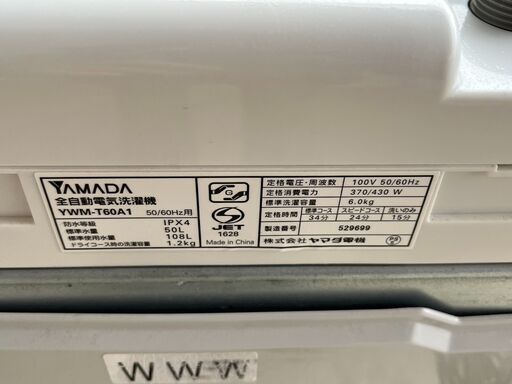 YAMADA
全自動電気洗濯機
YWM-T60A1 50/60Hz用
防水等級 IPX4
標準水量 50L
標準使用水量 108L
ドライコース時の洗濯容量 1.2kg
JET
1628
Made in China
定格電圧・周波数 100V 50/60Hz
定格消費電力 370/430 W
標準洗濯容量 6.0kg
定格時間 標準コース スピードコース 洗いのみ
34分 24分 15分
製造番号 529699
株式会社 ヤマダ電機
W W-W